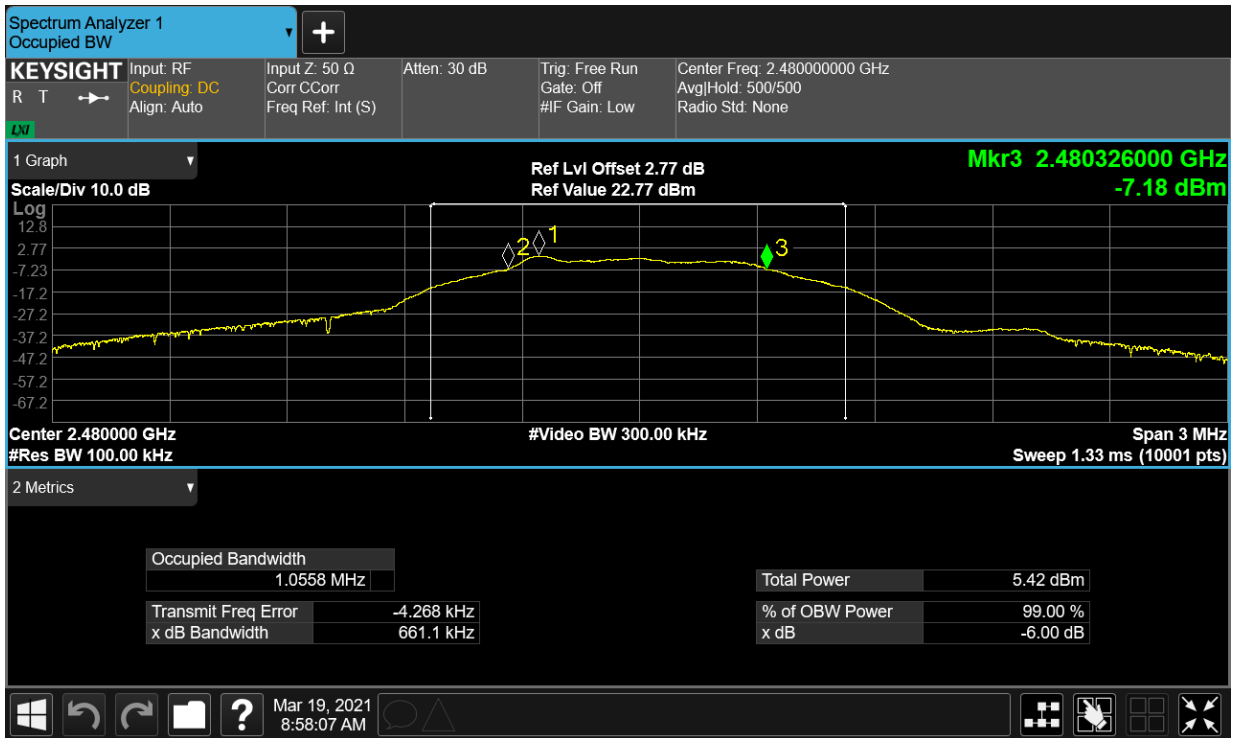 Spectrum Analyzer 1
Occupied BW
▼
+
KEYSIGHT
R T
LXI
Input: RF
Coupling: DC
Align: Auto
Input Z: 50 Ω
Corr CCorr
Freq Ref: Int (S)
Atten: 30 dB
Trig: Free Run
Gate: Off
#IF Gain: Low
Center Freq: 2.480000000 GHz
Avg|Hold: 500/500
Radio Std: None
1 Graph
Scale/Div 10.0 dB
Ref Lvl Offset 2.77 dB
Ref Value 22.77 dBm
Mkr3 2.480326000 GHz
-7.18 dBm
Log
12.8
2.77
-7.23
-17.2
-27.2
-37.2
-47.2
-57.2
-67.2
2
1
3
Center 2.480000 GHz
#Video BW 300.00 kHz
Span 3 MHz
#Res BW 100.00 kHz
Sweep 1.33 ms (10001 pts)
2 Metrics
Occupied Bandwidth
1.0558 MHz
Transmit Freq Error -4.268 kHz
x dB Bandwidth 661.1 kHz
Total Power 5.42 dBm
% of OBW Power 99.00 %
x dB -6.00 dB
?
Mar 19, 2021
8:58:07 AM